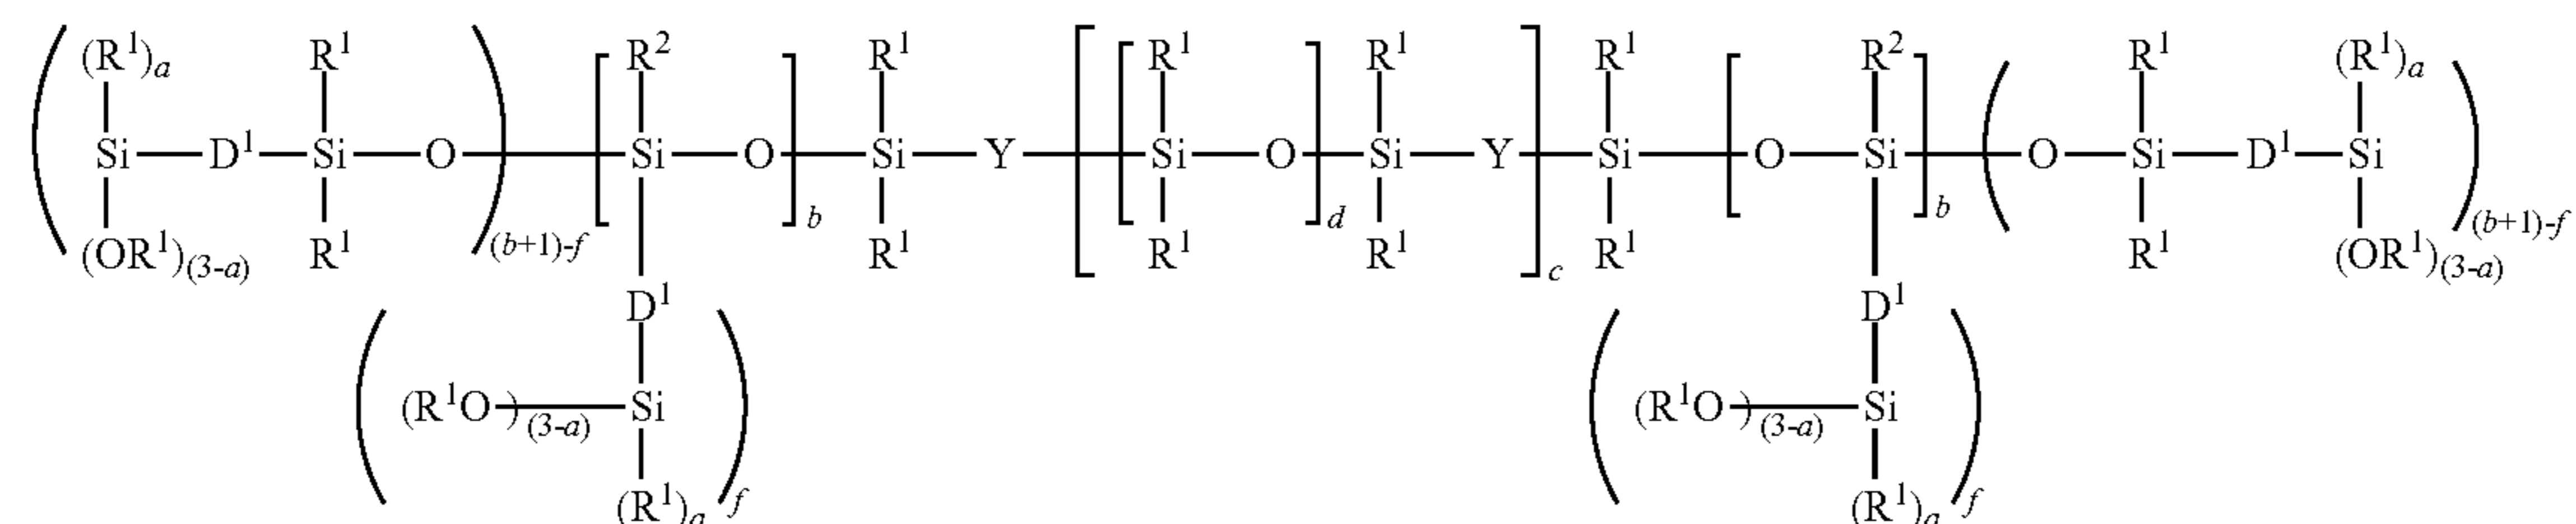 (R¹)ₐ R¹ R² R¹ R¹ R¹ R¹ R² R¹ (R¹)ₐ
Si—D¹—Si—O—Si—O—Si—Y—Si—O—Si—Y—Si—O—Si—O—Si—D¹—Si
(OR¹)(3-a) R¹ (b+1)-f b R¹ R¹ d R¹ c R¹ b R¹ (OR¹)(3-a) (b+1)-f
D¹ D¹
(R¹O)(3-a)—Si (R¹O)(3-a)—Si
(R¹)ₐ f (R¹)ₐ f